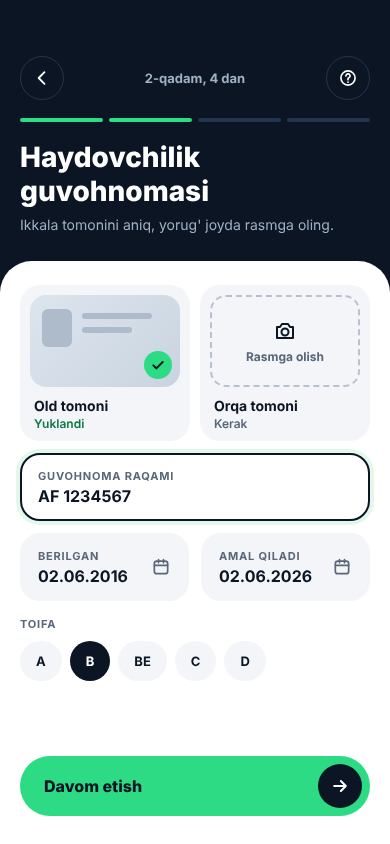 2-qadam, 4 dan
Haydovchilik
guvohnomasi
Ikkala tomonini aniq, yorug' joyda rasmga oling.
Rasmga olish
Old tomoni
Yuklandi
Orqa tomoni
Kerak
GUVOHNOMA RAQAMI
AF 1234567
BERILGAN
02.06.2016
AMAL QILADI
02.06.2026
TOIFA
A
B
BE
C
D
Davom etish